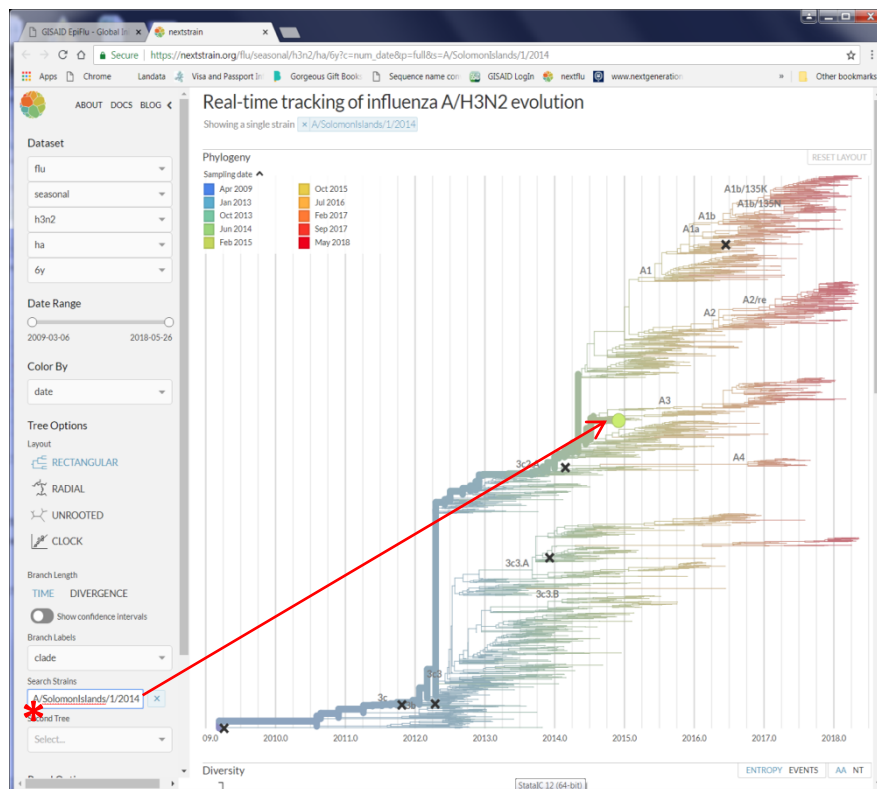 GISAID EpiFlu - Global In
nextstrain
Secure | https://nextstrain.org/flu/seasonal/h3n2/ha/6y?c=num_date&p=full&s=A/SolomonIslands/1/2014
Apps Chrome Landata Visa and Passport In Gorgeous Gift Books Sequence name con GISAID LogIn nextflu www.nextgeneration » Other bookmarks
ABOUT DOCS BLOG
Real-time tracking of influenza A/H3N2 evolution
Showing a single strain × A/SolomonIslands/1/2014
Dataset
flu
seasonal
h3n2
ha
6y
Date Range
2009-03-06 2018-05-26
Color By
date
Tree Options
Layout
RECTANGULAR
RADIAL
UNROOTED
CLOCK
Branch Length
TIME DIVERGENCE
Show confidence intervals
Branch Labels
clade
Search Strains
A/SolomonIslands/1/2014 ×
Second Tree
Select...
Phylogeny
RESET LAYOUT
Sampling date
Apr 2009 Oct 2015
Jan 2013 Jul 2016
Oct 2013 Feb 2017
Jun 2014 Sep 2017
Feb 2015 May 2018
A1b/135K
A1b/135N
A1b
A1a
A1
A2/re
A2
A3
A4
3c2.A
3c3.A
3c3.B
3c3
3c
09.0 2010.0 2011.0 2012.0 2013.0 2014.0 2015.0 2016.0 2017.0 2018.0
Diversity
ENTROPY EVENTS AA NT
StataIC 12 (64-bit)